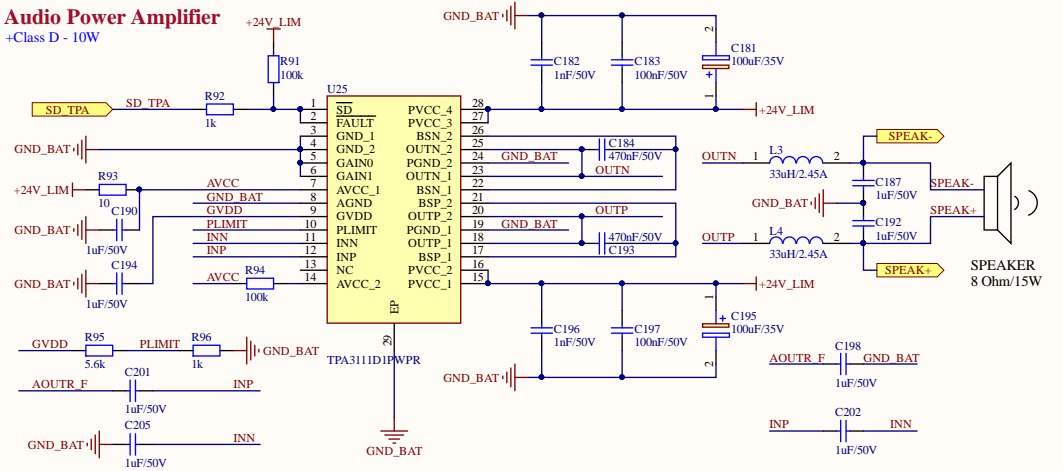 Audio Power Amplifier
+Class D - 10W
+24V_LIM
R91
100k
SD_TPA
SD_TPA
R92
1k
GND_BAT
+24V_LIM
R93
10
AVCC
GND_BAT
C190
1uF/50V
GND_BAT
GVDD
PLIMIT
INN
INP
GND_BAT
C194
1uF/50V
AVCC
R94
100k
U25
1 SD PVCC_4 28
2 FAULT PVCC_3 27
3 GND_1 BSN_2 26
4 GND_2 OUTN_2 25
5 GAIN0 PGND_2 24
6 GAIN1 OUTN_1 23
7 AVCC_1 BSN_1 22
8 AGND BSP_2 21
9 GVDD OUTP_2 20
10 PLIMIT PGND_1 19
11 INN OUTP_1 18
12 INP BSP_1 17
13 NC PVCC_2 16
14 AVCC_2 PVCC_1 15
EP
29
TPA3111D1PWPR
GND_BAT
GND_BAT
C182
1nF/50V
C183
100nF/50V
2
C181
100uF/35V
+
1
+24V_LIM
C184
470nF/50V
GND_BAT
OUTN
OUTP
GND_BAT
470nF/50V
C193
+24V_LIM
C196
1nF/50V
C197
100nF/50V
1
+
C195
100uF/35V
2
GND_BAT
SPEAK-
OUTN 1 L3 2
33uH/2.45A
C187
1uF/50V
SPEAK-
GND_BAT
SPEAK+
C192
1uF/50V
OUTP 1 L4 2
33uH/2.45A
SPEAK+
SPEAKER
8 Ohm/15W
GVDD R95 PLIMIT R96
5.6k 1k
GND_BAT
AOUTR_F C201 INP
1uF/50V
GND_BAT C205 INN
1uF/50V
AOUTR_F C198 GND_BAT
1uF/50V
INP C202 INN
1uF/50V